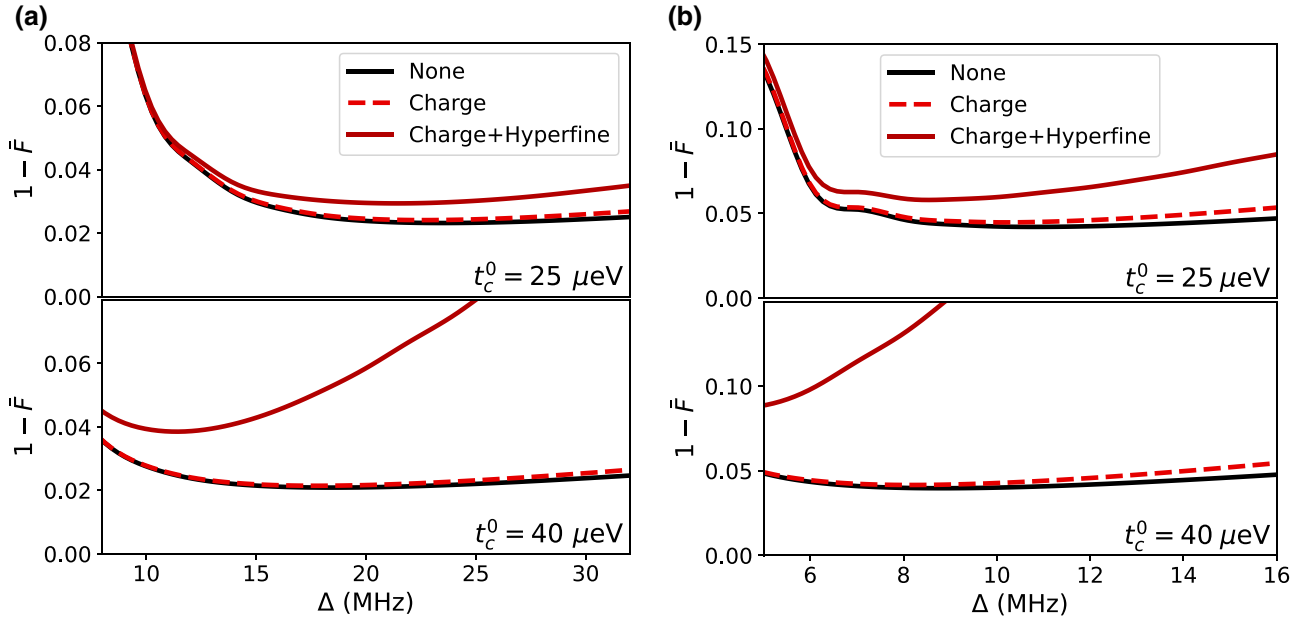 (a)
0.08
0.06
0.04
0.02
0.00
1 − F̄
None
Charge
Charge+Hyperfine
t_c^0 = 25 μeV
0.06
0.04
0.02
0.00
1 − F̄
t_c^0 = 40 μeV
10 15 20 25 30
Δ (MHz)
(b)
0.15
0.10
0.05
0.00
1 − F̄
None
Charge
Charge+Hyperfine
t_c^0 = 25 μeV
0.10
0.05
0.00
1 − F̄
t_c^0 = 40 μeV
6 8 10 12 14 16
Δ (MHz)